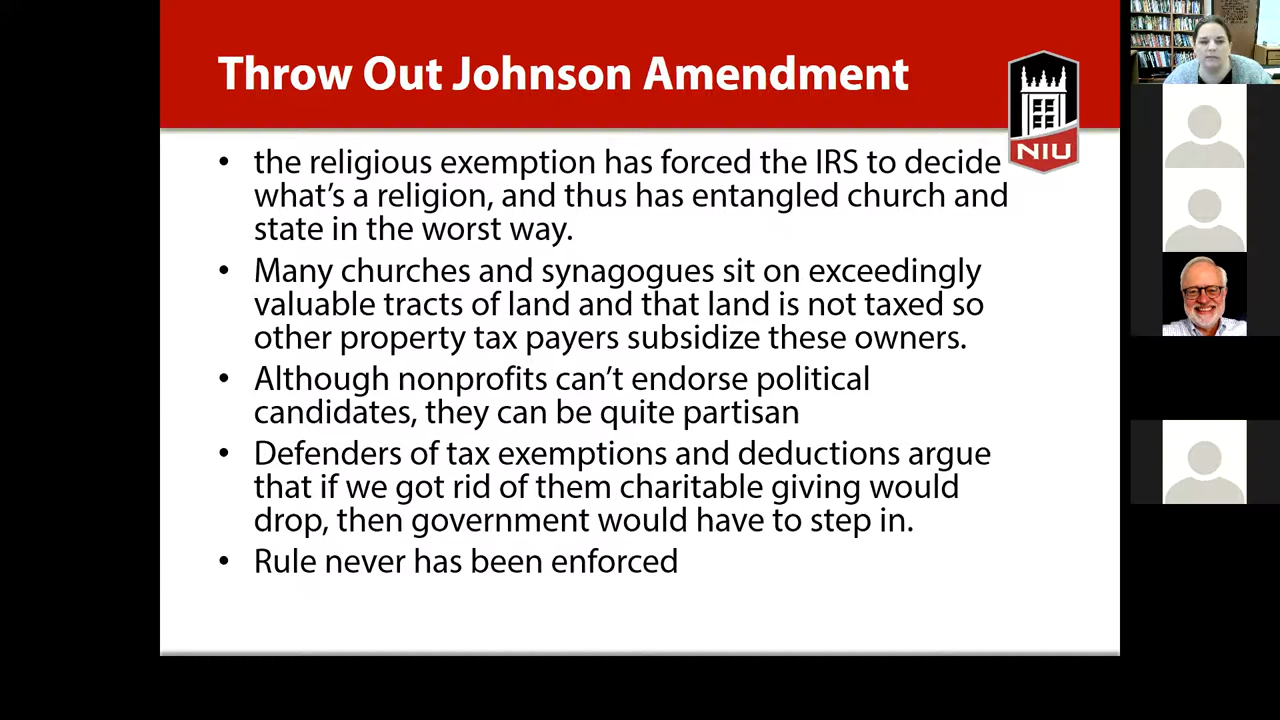 Throw Out Johnson Amendment
NIU
• the religious exemption has forced the IRS to decide
what's a religion, and thus has entangled church and
state in the worst way.
• Many churches and synagogues sit on exceedingly
valuable tracts of land and that land is not taxed so
other property tax payers subsidize these owners.
• Although nonprofits can't endorse political
candidates, they can be quite partisan
• Defenders of tax exemptions and deductions argue
that if we got rid of them charitable giving would
drop, then government would have to step in.
• Rule never has been enforced